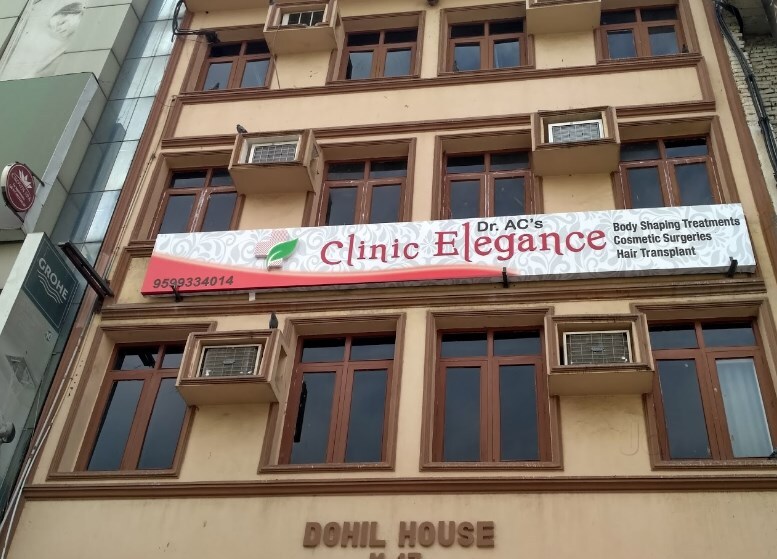 Dr. AC's
Clinic Elegance
Body Shaping Treatments
Cosmetic Surgeries
Hair Transplant
9599334014
GROHE
DOHIL HOUSE